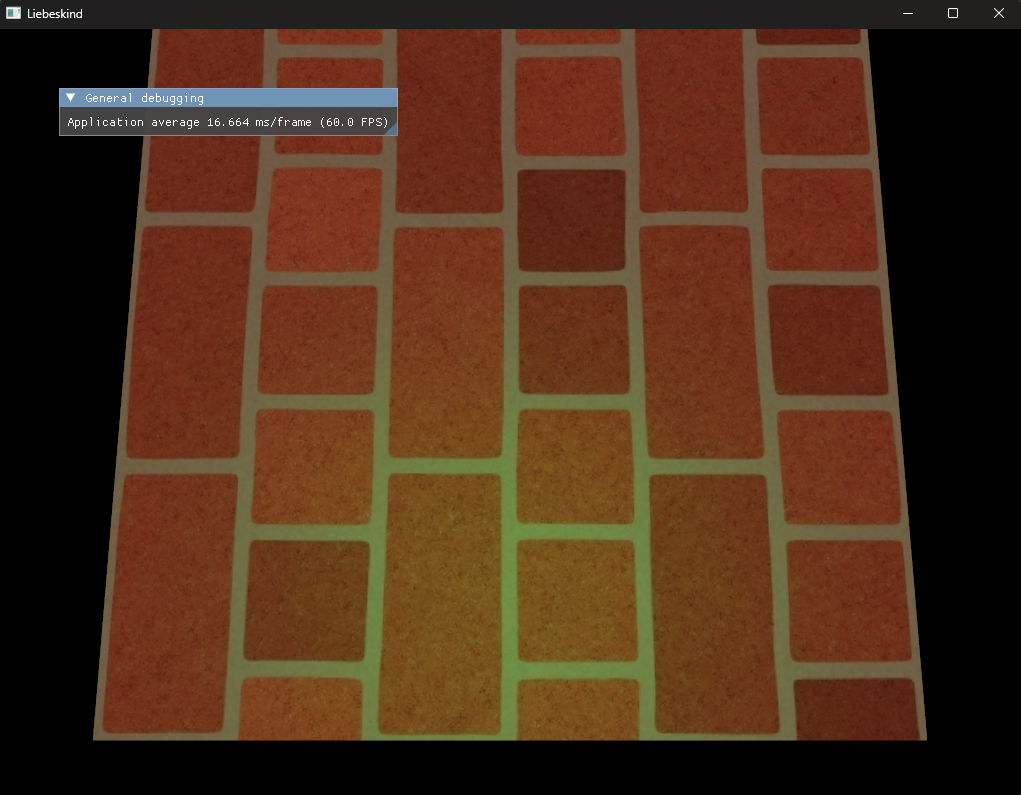 Liebeskind
General debugging
Application average 16.664 ms/frame (60.0 FPS)